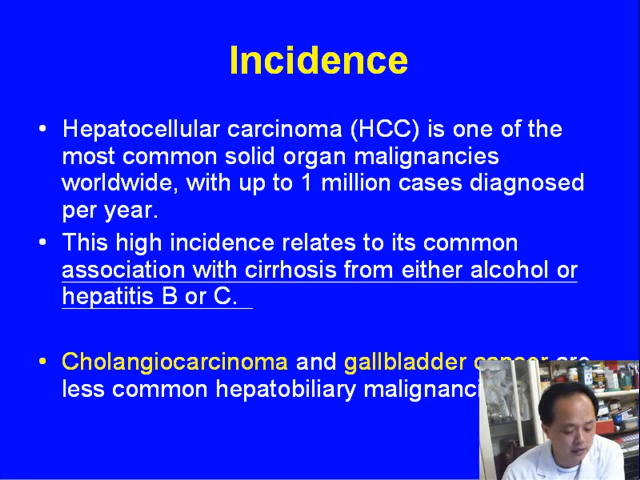 Incidence
• Hepatocellular carcinoma (HCC) is one of the
most common solid organ malignancies
worldwide, with up to 1 million cases diagnosed
per year.
• This high incidence relates to its common
association with cirrhosis from either alcohol or
hepatitis B or C.
• Cholangiocarcinoma and gallbladder cancer are
less common hepatobiliary